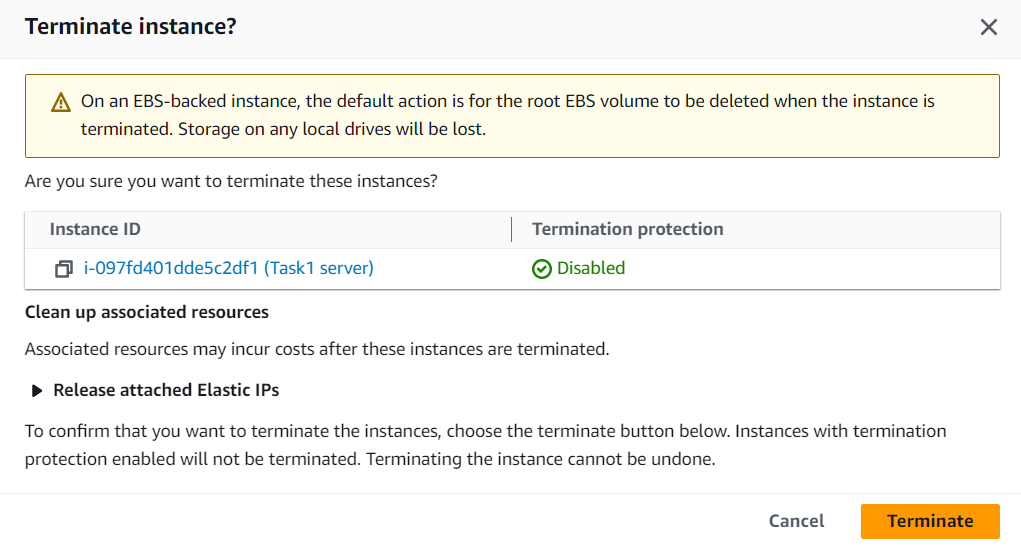 Terminate instance?
On an EBS-backed instance, the default action is for the root EBS volume to be deleted when the instance is
terminated. Storage on any local drives will be lost.
Are you sure you want to terminate these instances?
Instance ID
Termination protection
i-097fd401dde5c2df1 (Task1 server)
Disabled
Clean up associated resources
Associated resources may incur costs after these instances are terminated.
Release attached Elastic IPs
To confirm that you want to terminate the instances, choose the terminate button below. Instances with termination
protection enabled will not be terminated. Terminating the instance cannot be undone.
Cancel
Terminate